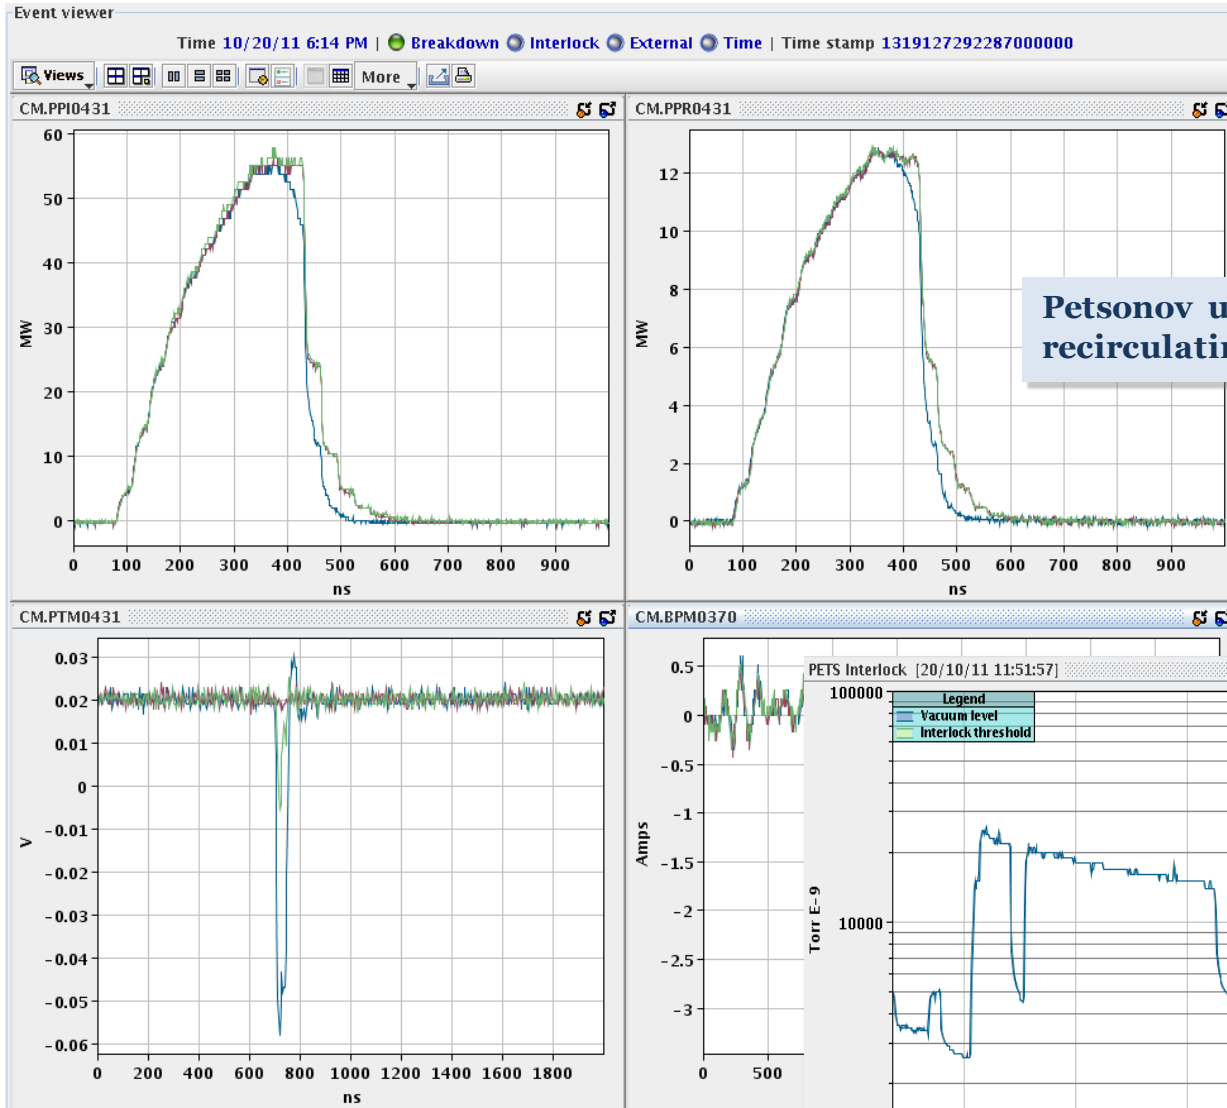 Event viewer
Time 10/20/11 6:14 PM | Breakdown Interlock External Time | Time stamp 1319127292287000000
Views More
CM.PPI0431
60
50
40
30
20
10
0
MW
0 100 200 300 400 500 600 700 800 900
ns
CM.PPR0431
12
10
8
6
4
2
0
MW
0 100 200 300 400 500 600 700 800 900
ns
Petsonov u
recirculatin
CM.PTM0431
0.03
0.02
0.01
0
-0.01
-0.02
-0.03
-0.04
-0.05
-0.06
V
0 200 400 600 800 1000 1200 1400 1600 1800
ns
CM.BPM0370
0.5
0
-0.5
-1
-1.5
-2
-2.5
-3
Amps
0 500
PETS Interlock [20/10/11 11:51:57]
100000
Legend
Vacuum level
Interlock threshold
10000
Torr E-9